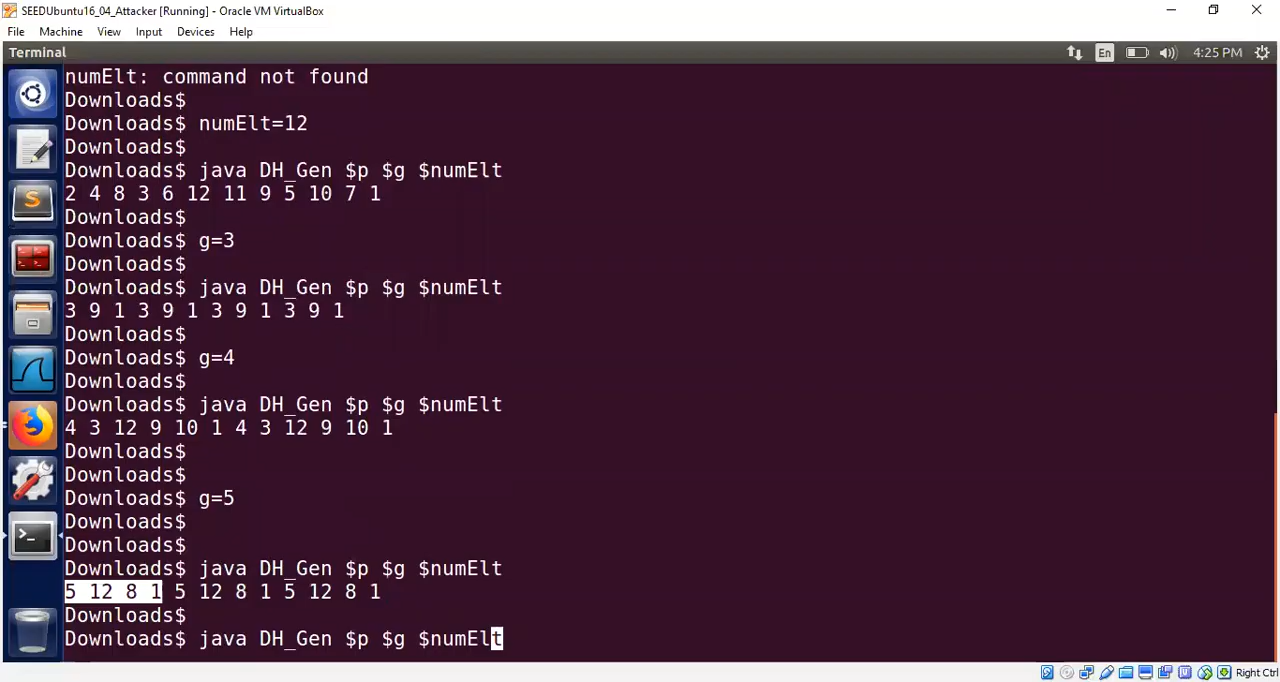 SEEDUbuntu16_04_Attacker [Running] - Oracle VM VirtualBox
File Machine View Input Devices Help
Terminal En 4:25 PM
numElt: command not found
Downloads$
Downloads$ numElt=12
Downloads$
Downloads$ java DH_Gen $p $g $numElt
2 4 8 3 6 12 11 9 5 10 7 1
Downloads$
Downloads$ g=3
Downloads$
Downloads$ java DH_Gen $p $g $numElt
3 9 1 3 9 1 3 9 1 3 9 1
Downloads$
Downloads$ g=4
Downloads$
Downloads$ java DH_Gen $p $g $numElt
4 3 12 9 10 1 4 3 12 9 10 1
Downloads$
Downloads$
Downloads$ g=5
Downloads$
Downloads$
Downloads$ java DH_Gen $p $g $numElt
5 12 8 1 5 12 8 1 5 12 8 1
Downloads$
Downloads$ java DH_Gen $p $g $numElt
Right Ctrl